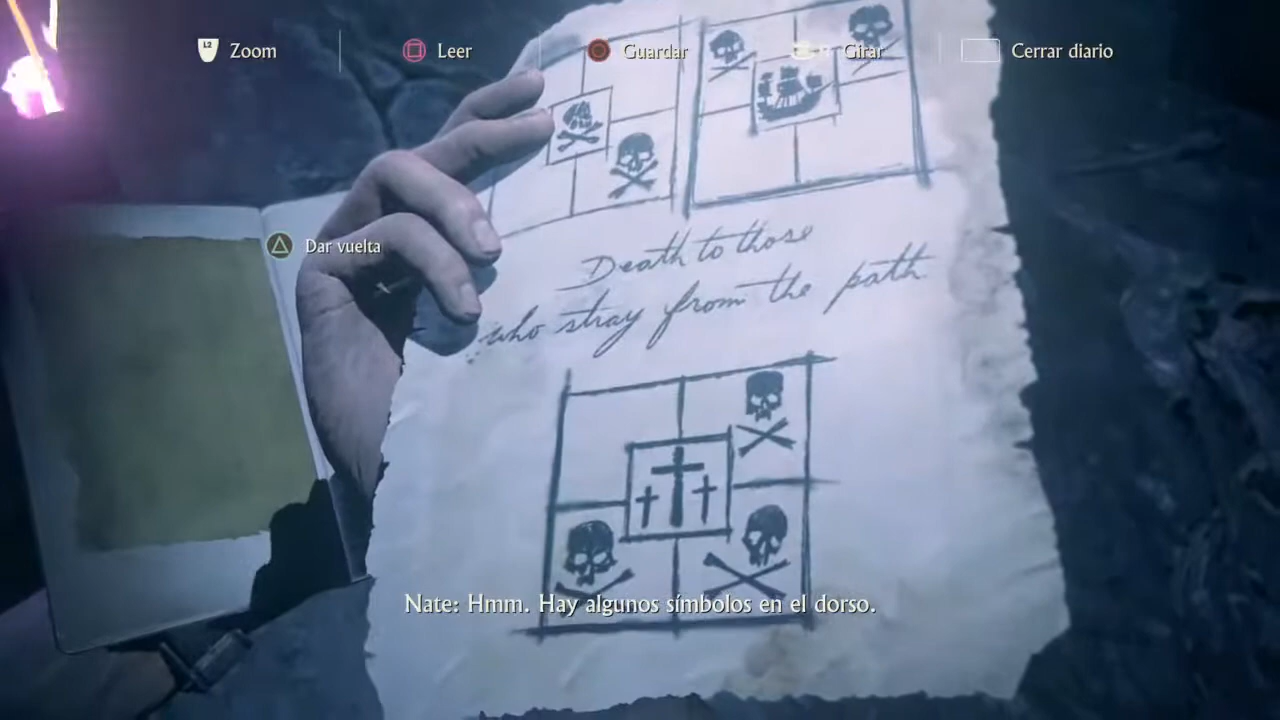 L2 Zoom
Leer
Guardar
Girar
Cerrar diario
Dar vuelta
Death to those
who stray from the path
Nate: Hmm. Hay algunos símbolos en el dorso.